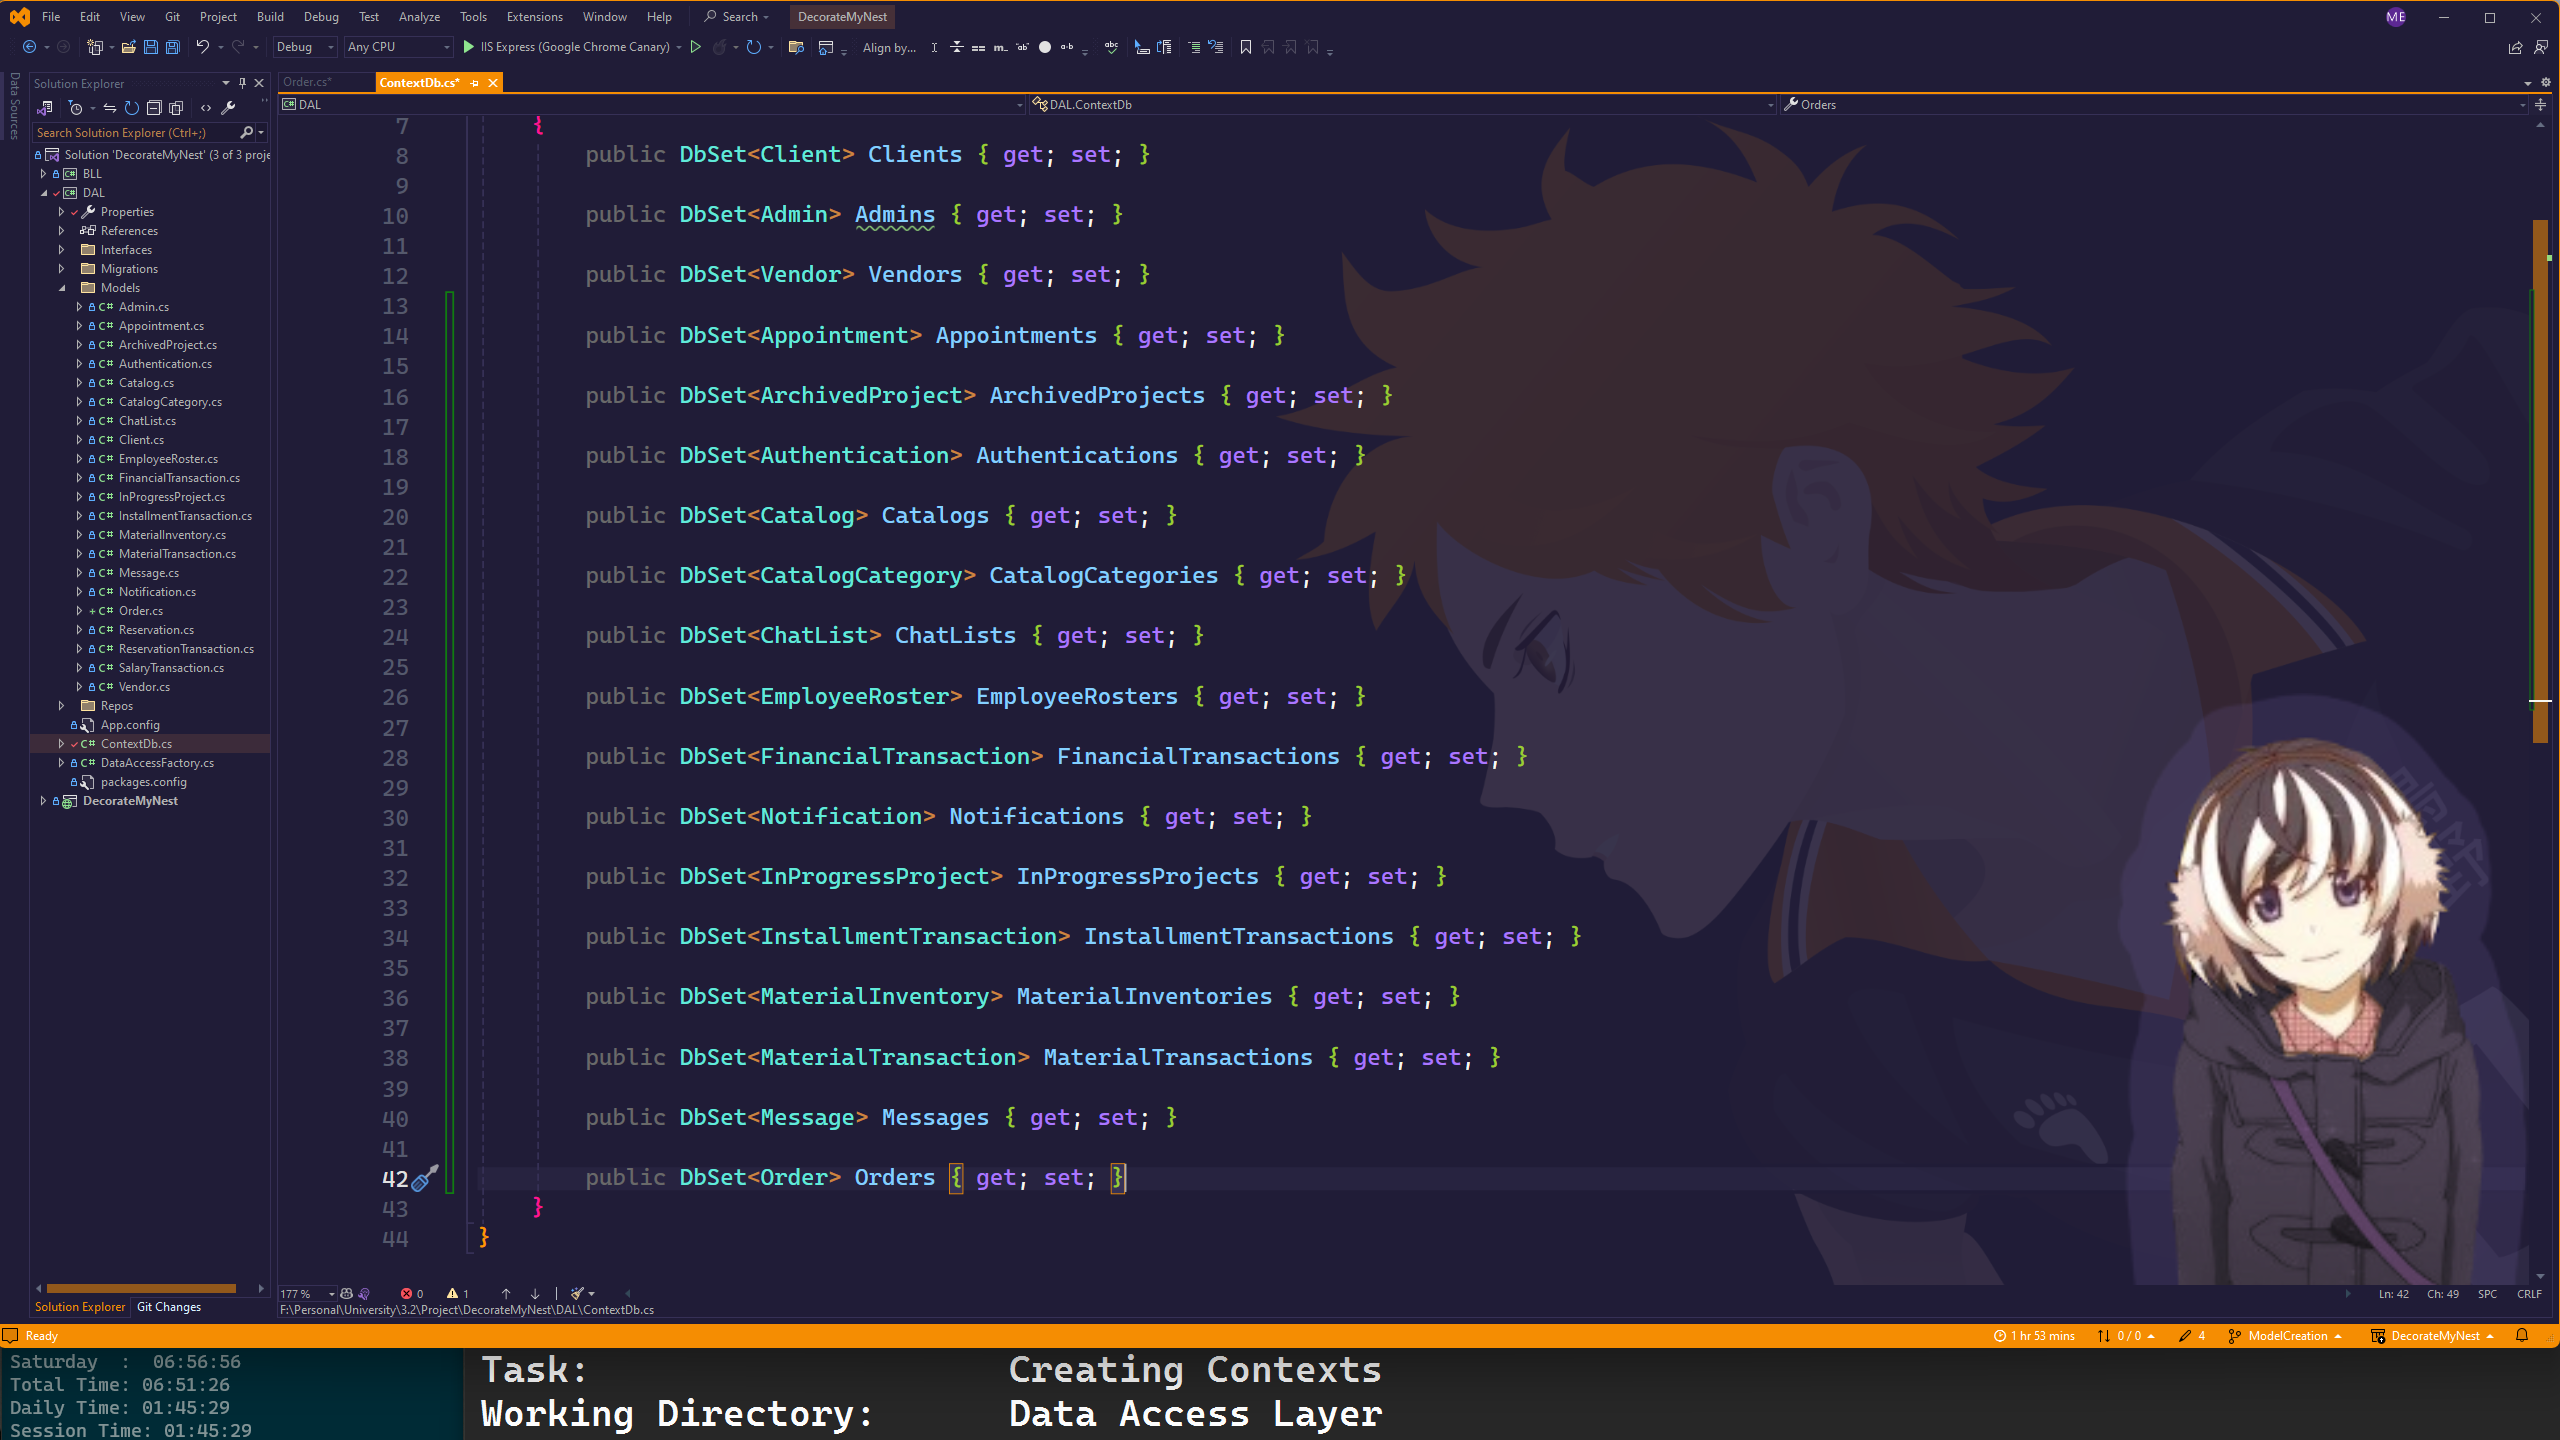 File Edit View Git Project Build Debug Test Analyze Tools Extensions Window Help Search DecorateMyNest ME
Debug Any CPU IIS Express (Google Chrome Canary) Align by...
Data Sources
Solution Explorer
Search Solution Explorer (Ctrl+;)
Solution 'DecorateMyNest' (3 of 3 proje
BLL
DAL
Properties
References
Interfaces
Migrations
Models
C# Admin.cs
C# Appointment.cs
C# ArchivedProject.cs
C# Authentication.cs
C# Catalog.cs
C# CatalogCategory.cs
C# ChatList.cs
C# Client.cs
C# EmployeeRoster.cs
C# FinancialTransaction.cs
C# InProgressProject.cs
C# InstallmentTransaction.cs
C# MaterialInventory.cs
C# MaterialTransaction.cs
C# Message.cs
C# Notification.cs
+ C# Order.cs
C# Reservation.cs
C# ReservationTransaction.cs
C# SalaryTransaction.cs
C# Vendor.cs
Repos
App.config
C# ContextDb.cs
C# DataAccessFactory.cs
packages.config
DecorateMyNest
Solution Explorer Git Changes
Order.cs* ContextDb.cs*
DAL DAL.ContextDb Orders
7 {
8 public DbSet<Client> Clients { get; set; }
9
10 public DbSet<Admin> Admins { get; set; }
11
12 public DbSet<Vendor> Vendors { get; set; }
13
14 public DbSet<Appointment> Appointments { get; set; }
15
16 public DbSet<ArchivedProject> ArchivedProjects { get; set; }
17
18 public DbSet<Authentication> Authentications { get; set; }
19
20 public DbSet<Catalog> Catalogs { get; set; }
21
22 public DbSet<CatalogCategory> CatalogCategories { get; set; }
23
24 public DbSet<ChatList> ChatLists { get; set; }
25
26 public DbSet<EmployeeRoster> EmployeeRosters { get; set; }
27
28 public DbSet<FinancialTransaction> FinancialTransactions { get; set; }
29
30 public DbSet<Notification> Notifications { get; set; }
31
32 public DbSet<InProgressProject> InProgressProjects { get; set; }
33
34 public DbSet<InstallmentTransaction> InstallmentTransactions { get; set; }
35
36 public DbSet<MaterialInventory> MaterialInventories { get; set; }
37
38 public DbSet<MaterialTransaction> MaterialTransactions { get; set; }
39
40 public DbSet<Message> Messages { get; set; }
41
42 public DbSet<Order> Orders { get; set; }
43 }
44 }
177 % 0 1 Ln: 42 Ch: 49 SPC CRLF
F:\Personal\University\3.2\Project\DecorateMyNest\DAL\ContextDb.cs
Ready 1 hr 53 mins 0 / 0 4 ModelCreation DecorateMyNest
Saturday : 06:56:56
Total Time: 06:51:26
Daily Time: 01:45:29
Session Time: 01:45:29
Task: Creating Contexts
Working Directory: Data Access Layer